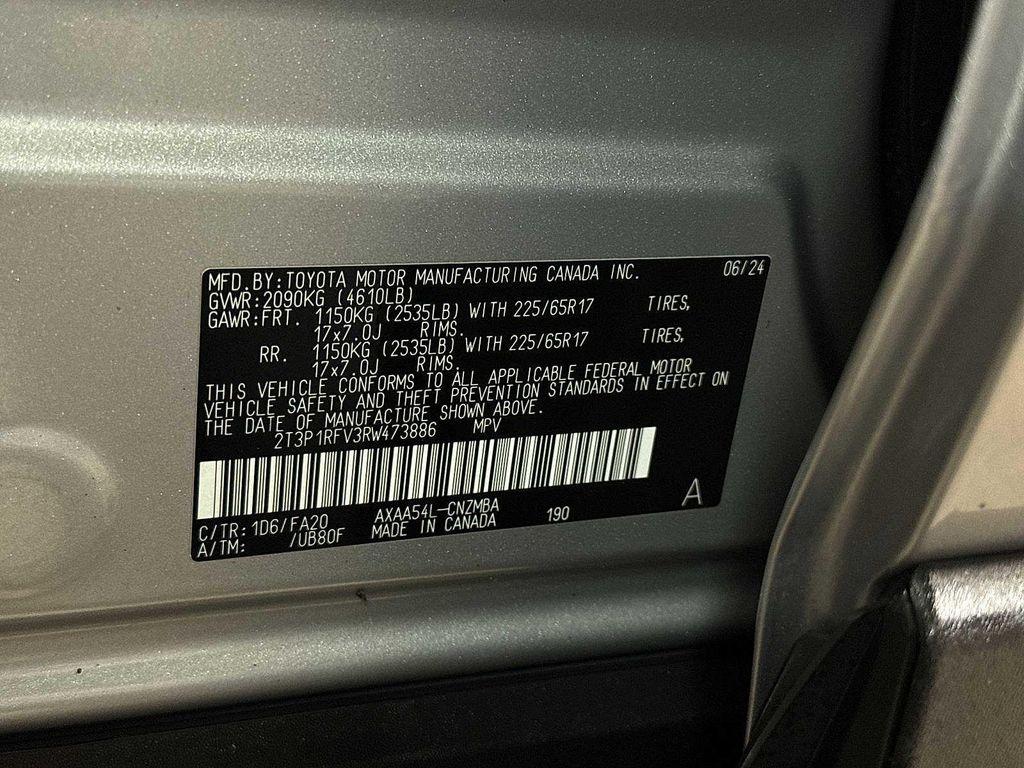 MFD.BY:TOYOTA MOTOR MANUFACTURING CANADA INC. 06/24
GVWR:2090KG (4610LB)
GAWR:FRT. 1150KG (2535LB) WITH 225/65R17 TIRES,
17x7.0J RIMS.
RR. 1150KG (2535LB) WITH 225/65R17 TIRES,
17x7.0J RIMS.
THIS VEHICLE CONFORMS TO ALL APPLICABLE FEDERAL MOTOR
VEHICLE SAFETY AND THEFT PREVENTION STANDARDS IN EFFECT ON
THE DATE OF MANUFACTURE SHOWN ABOVE.
2T3P1RFV3RW473886 MPV
A
C/TR: 1D6/FA20 AXAA54L-CNZMBA 190
A/TM: /UB80F MADE IN CANADA